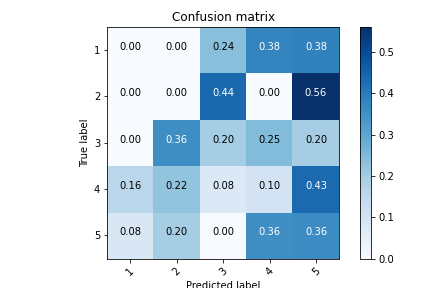 Confusion matrix
1 0.00 0.00 0.24 0.38 0.38
2 0.00 0.00 0.44 0.00 0.56
3 0.00 0.36 0.20 0.25 0.20
4 0.16 0.22 0.08 0.10 0.43
5 0.08 0.20 0.00 0.36 0.36
1 2 3 4 5
True label
Predicted label
0.5
0.4
0.3
0.2
0.1
0.0